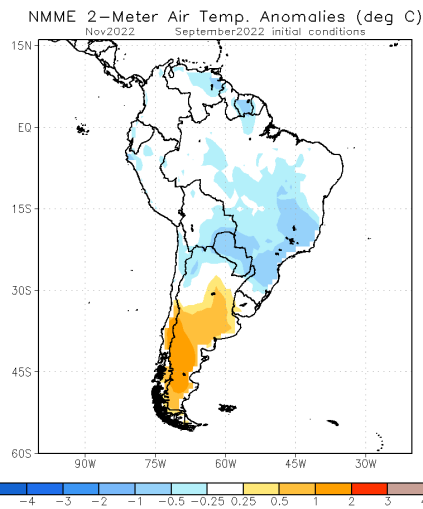 NMME 2-Meter Air Temp. Anomalies (deg C)
Nov2022 September2022 initial conditions
15N
EQ
15S
30S
45S
60S
90W 75W 60W 45W 30W
-4 -3 -2 -1 -0.5 -0.25 0.25 0.5 1 2 3